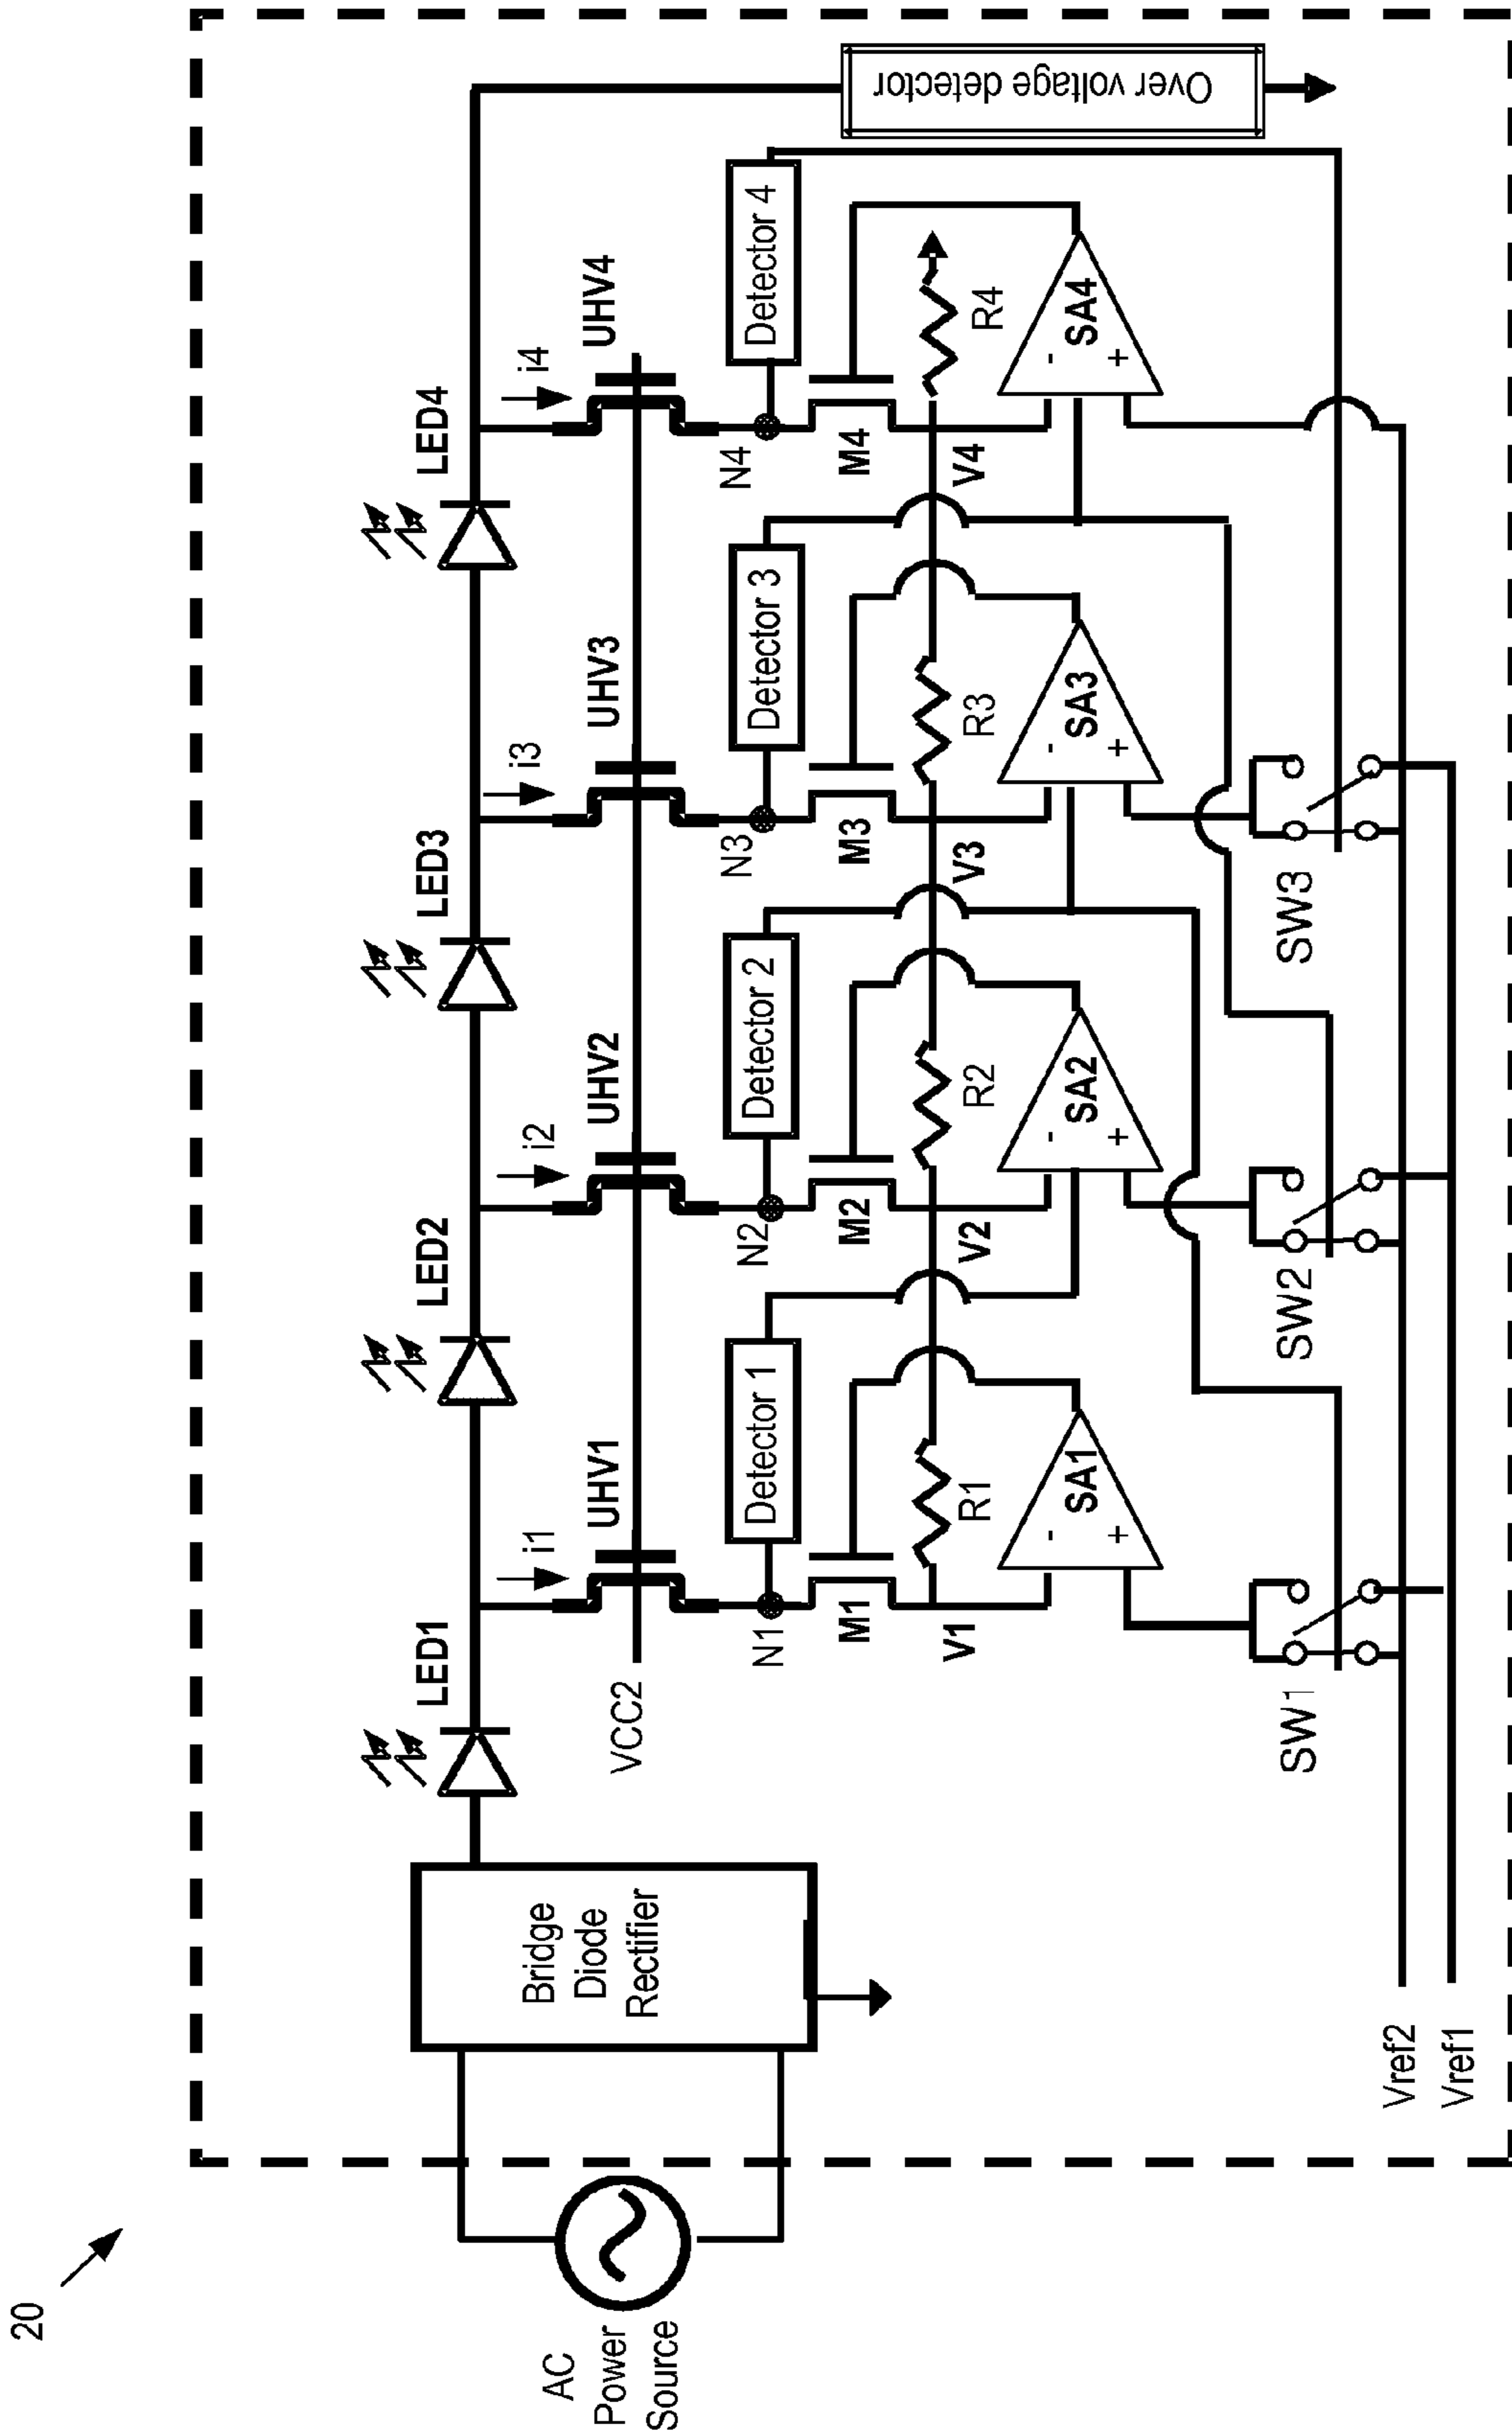 20
AC
Power
Source
Bridge
Diode
Rectifier
LED1
LED2
LED3
LED4
i1
i2
i3
i4
UHV1
UHV2
UHV3
UHV4
VCC2
N1
N2
N3
N4
Detector 1
Detector 2
Detector 3
Detector 4
Over voltage detector
M1
M2
M3
M4
V1
V2
V3
V4
R1
R2
R3
R4
- SA1 +
- SA2 +
- SA3 +
- SA4 +
SW1
SW2
SW3
Vref2
Vref1